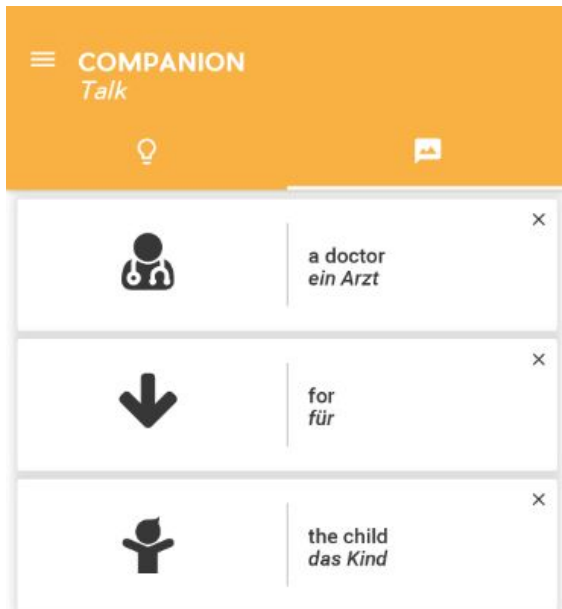 COMPANION
Talk
a doctor
ein Arzt
for
für
the child
das Kind